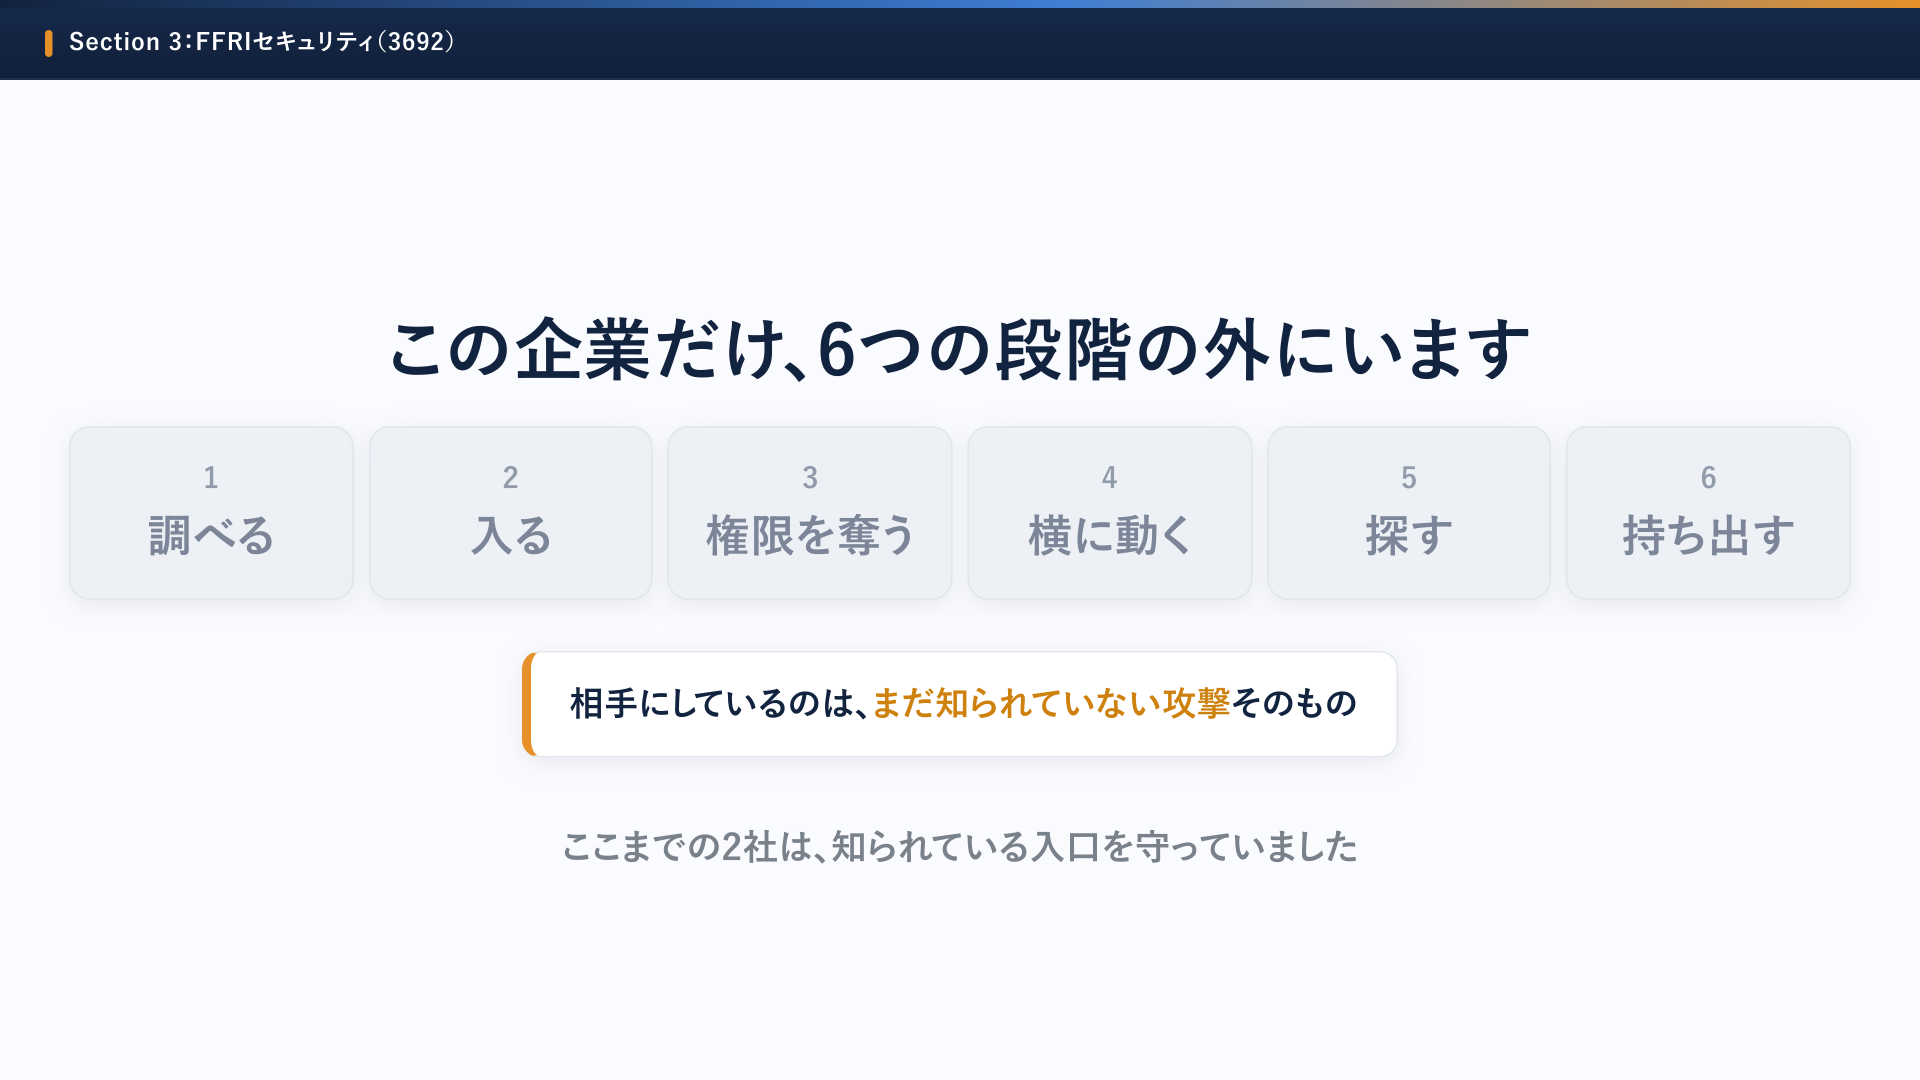 Section 3：FFRIセキュリティ（3692）
この企業だけ、6つの段階の外にいます
1
調べる
2
入る
3
権限を奪う
4
横に動く
5
探す
6
持ち出す
相手にしているのは、まだ知られていない攻撃そのもの
ここまでの2社は、知られている入口を守っていました